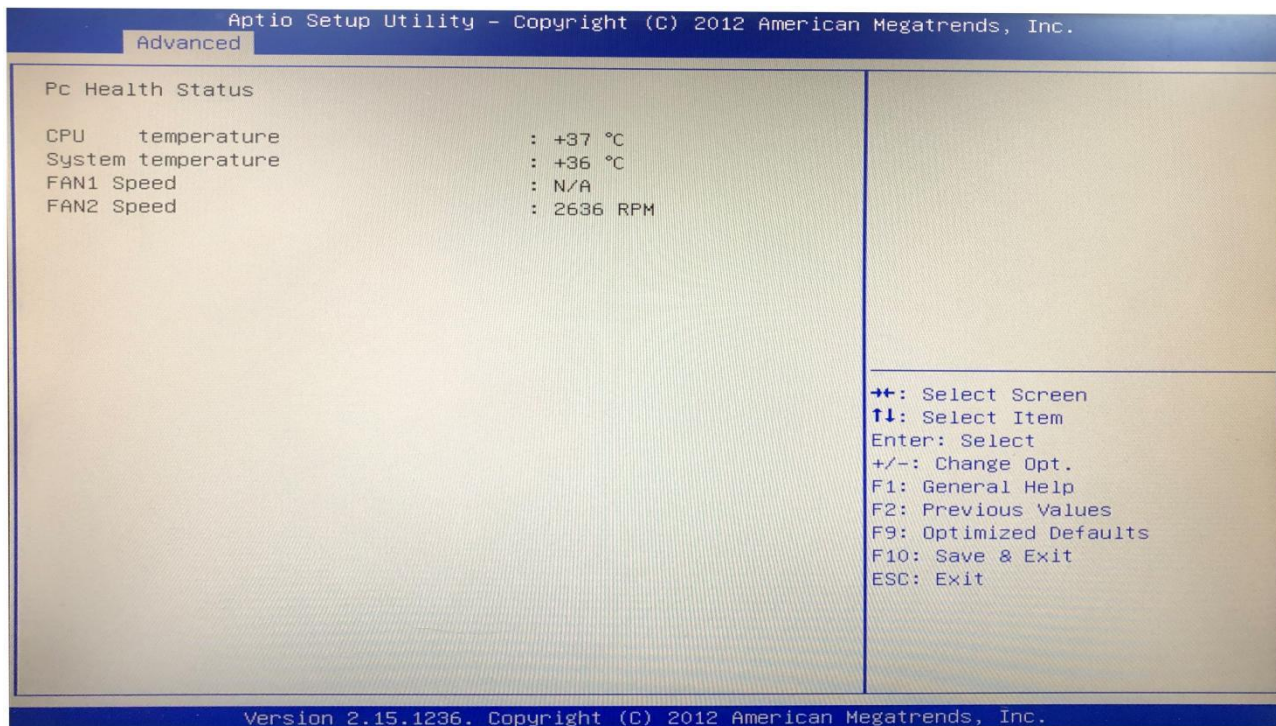 Aptio Setup Utility – Copyright (C) 2012 American Megatrends, Inc.
Advanced
Pc Health Status
CPU temperature : +37 °C
System temperature : +36 °C
FAN1 Speed : N/A
FAN2 Speed : 2636 RPM
→←: Select Screen
↑↓: Select Item
Enter: Select
+/-: Change Opt.
F1: General Help
F2: Previous Values
F9: Optimized Defaults
F10: Save & Exit
ESC: Exit
Version 2.15.1236. Copyright (C) 2012 American Megatrends, Inc.